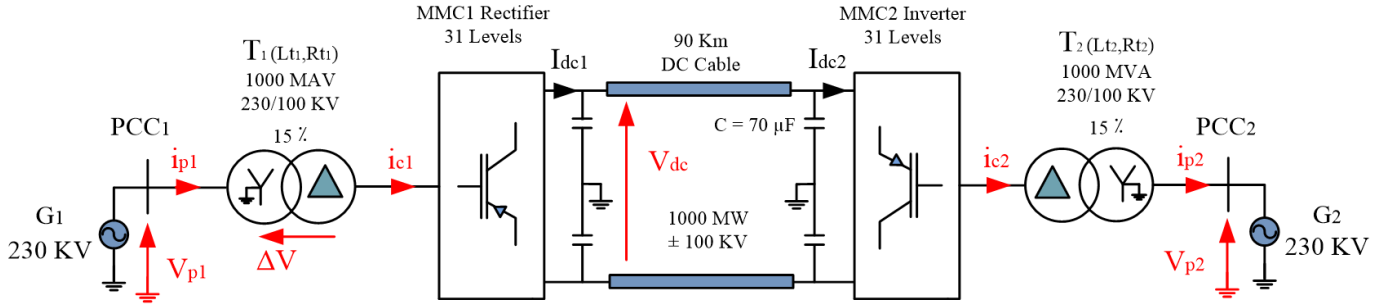 MMC1 Rectifier
31 Levels
MMC2 Inverter
31 Levels
T1 (Lt1,Rt1)
1000 MAV
230/100 KV
15 %
Idc1
90 Km
DC Cable
Idc2
T2 (Lt2,Rt2)
1000 MVA
230/100 KV
15 %
PCC1
ip1
ic1
C = 70 µF
Vdc
ic2
ip2
PCC2
G1
230 KV
Vp1
ΔV
1000 MW
± 100 KV
Vp2
G2
230 KV